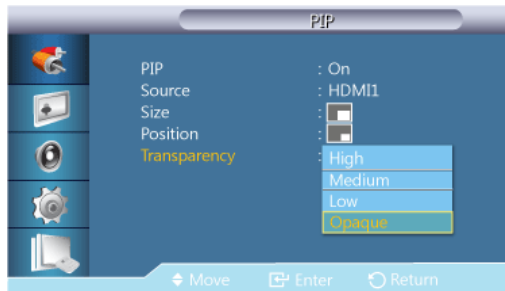 PIP
PIP : On
Source : HDMI1
Size :
Position :
Transparency :
High
Medium
Low
Opaque
Move Enter Return